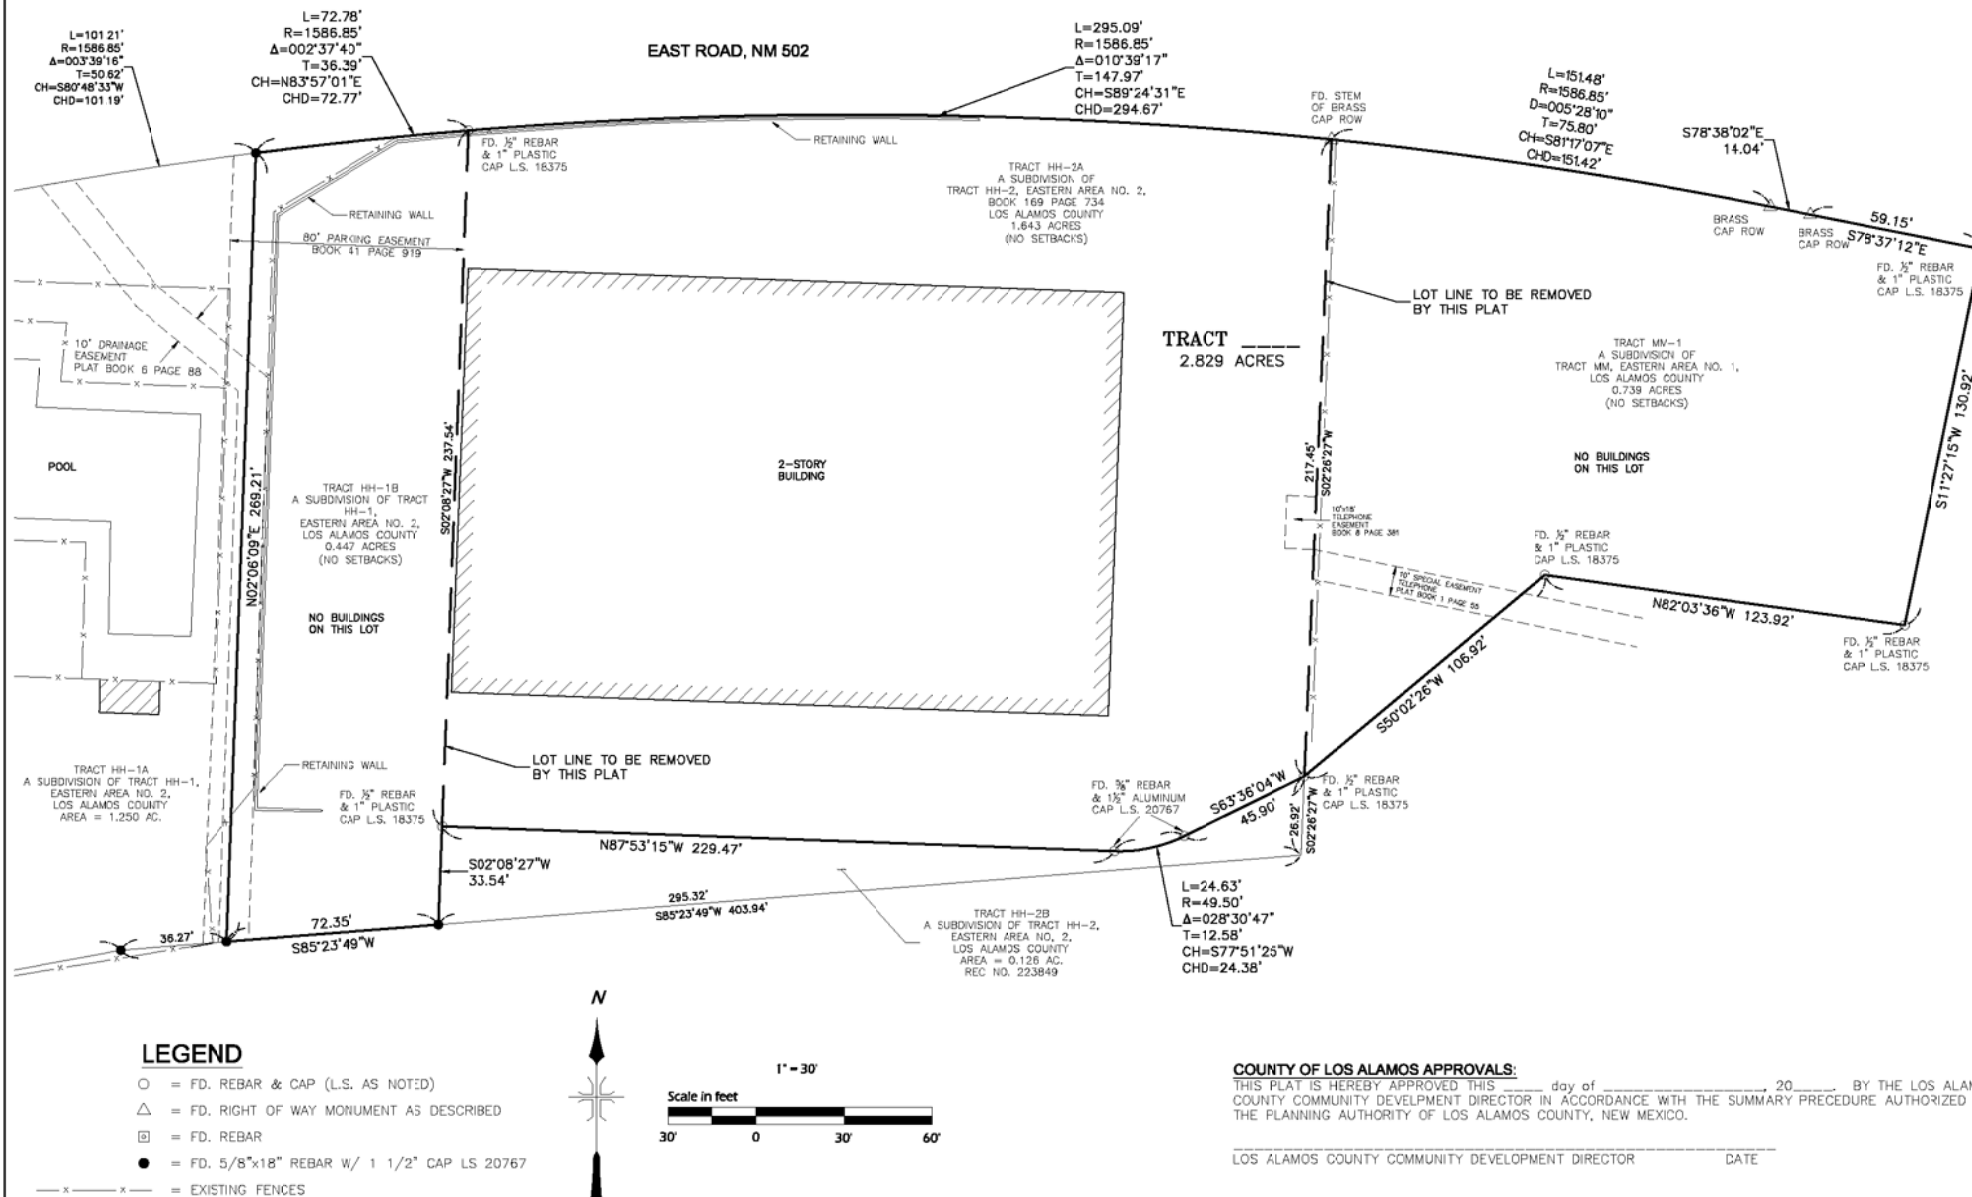 L=101.21'
R=1586.85'
Δ=003°39'16"
T=50.62'
CH=S80°48'33"W
CHD=101.19'
L=72.78'
R=1586.85'
Δ=002°37'40"
T=36.39'
CH=N83°57'01"E
CHD=72.77'
EAST ROAD, NM 502
L=295.09'
R=1586.85'
Δ=010°39'17"
T=147.97'
CH=S89°24'31"E
CHD=294.67'
L=151.48'
R=1586.85'
D=005°28'10"
T=75.80'
CH=S81°17'07"E
CHD=151.42'
S78°38'02"E
14.04'
FD. STEM
OF BRASS
CAP ROW
BRASS
CAP ROW
BRASS
CAP ROW
59.15'
S78°37'12"E
FD. ½" REBAR
& 1" PLASTIC
CAP L.S. 18375
FD. ½" REBAR
& 1" PLASTIC
CAP L.S. 18375
RETAINING WALL
RETAINING WALL
80' PARKING EASEMENT
BOOK 41 PAGE 919
TRACT HH-2A
A SUBDIVISION OF
TRACT HH-2, EASTERN AREA NO. 2,
BOOK 169 PAGE 734
LOS ALAMOS COUNTY
1.643 ACRES
(NO SETBACKS)
LOT LINE TO BE REMOVED
BY THIS PLAT
TRACT ____
2.829 ACRES
TRACT MM-1
A SUBDIVISION OF
TRACT MM, EASTERN AREA NO. 1,
LOS ALAMOS COUNTY
0.739 ACRES
(NO SETBACKS)
NO BUILDINGS
ON THIS LOT
S11°27'15"W 130.92'
10' DRAINAGE
EASEMENT
PLAT BOOK 6 PAGE 88
POOL
N02°06'09"E 269.21'
TRACT HH-1B
A SUBDIVISION OF TRACT
HH-1,
EASTERN AREA NO. 2,
LOS ALAMOS COUNTY
0.447 ACRES
(NO SETBACKS)
NO BUILDINGS
ON THIS LOT
S02°08'27"W 237.54'
2-STORY
BUILDING
217.45'
S02°26'27"W
10'x18'
TELEPHONE
EASEMENT
BOOK 8 PAGE 381
10' SPECIAL EASEMENT
TELEPHONE
PLAT BOOK 1 PAGE 55
FD. ½" REBAR
& 1" PLASTIC
CAP L.S. 18375
N82°03'36"W 123.92'
FD. ½" REBAR
& 1" PLASTIC
CAP L.S. 18375
S50°02'26"W 106.92'
RETAINING WALL
TRACT HH-1A
A SUBDIVISION OF TRACT HH-1,
EASTERN AREA NO. 2,
LOS ALAMOS COUNTY
AREA = 1.250 AC.
FD. ½" REBAR
& 1" PLASTIC
CAP L.S. 18375
LOT LINE TO BE REMOVED
BY THIS PLAT
FD. ⅝" REBAR
& 1½" ALUMINUM
CAP L.S. 20767
S63°36'04"W
45.90'
FD. ½" REBAR
& 1" PLASTIC
CAP L.S. 18375
26.92'
S02°26'27"W
N87°53'15"W 229.47'
S02°08'27"W
33.54'
295.32'
S85°23'49"W 403.94'
72.35'
S85°23'49"W
36.27'
TRACT HH-2B
A SUBDIVISION OF TRACT HH-2,
EASTERN AREA NO. 2,
LOS ALAMOS COUNTY
AREA = 0.126 AC.
REC NO. 223849
L=24.63'
R=49.50'
Δ=028°30'47"
T=12.58'
CH=S77°51'25"W
CHD=24.38'
N
LEGEND
= FD. REBAR & CAP (L.S. AS NOTED)
= FD. RIGHT OF WAY MONUMENT AS DESCRIBED
= FD. REBAR
= FD. 5/8"x18" REBAR W/ 1 1/2" CAP LS 20767
= EXISTING FENCES
1" = 30'
Scale in feet
30' 0 30' 60'
COUNTY OF LOS ALAMOS APPROVALS:
THIS PLAT IS HEREBY APPROVED THIS ____ day of ________________, 20____, BY THE LOS ALAM
COUNTY COMMUNITY DEVELPMENT DIRECTOR IN ACCORDANCE WITH THE SUMMARY PRECEDURE AUTHORIZED
THE PLANNING AUTHORITY OF LOS ALAMOS COUNTY, NEW MEXICO.
LOS ALAMOS COUNTY COMMUNITY DEVELOPMENT DIRECTOR DATE